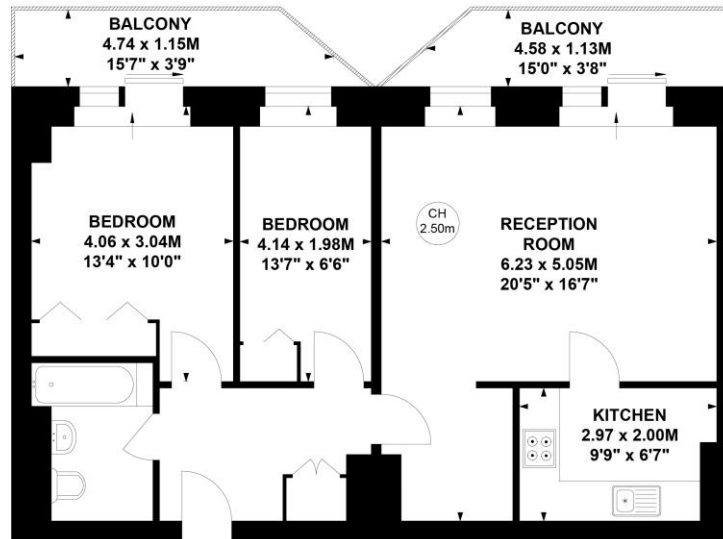 BALCONY
4.74 x 1.15M
15'7" x 3'9"
BALCONY
4.58 x 1.13M
15'0" x 3'8"
BEDROOM
4.06 x 3.04M
13'4" x 10'0"
BEDROOM
4.14 x 1.98M
13'7" x 6'6"
CH
2.50m
RECEPTION
ROOM
6.23 x 5.05M
20'5" x 16'7"
KITCHEN
2.97 x 2.00M
9'9" x 6'7"